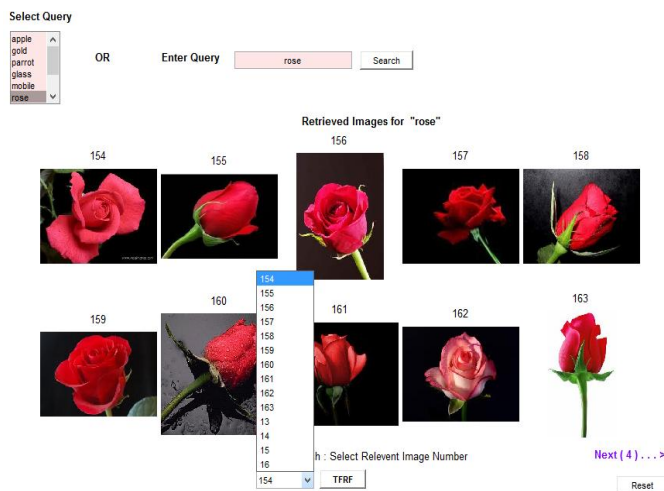 Select Query
apple
gold
parrot
glass
mobile
rose
OR
Enter Query
rose
Search
Retrieved Images for "rose"
154
155
156
157
158
159
160
161
162
163
154
155
156
157
158
159
160
161
162
163
13
14
15
16
h : Select Relevent Image Number
Next ( 4 ) . . . >
154
TFRF
Reset